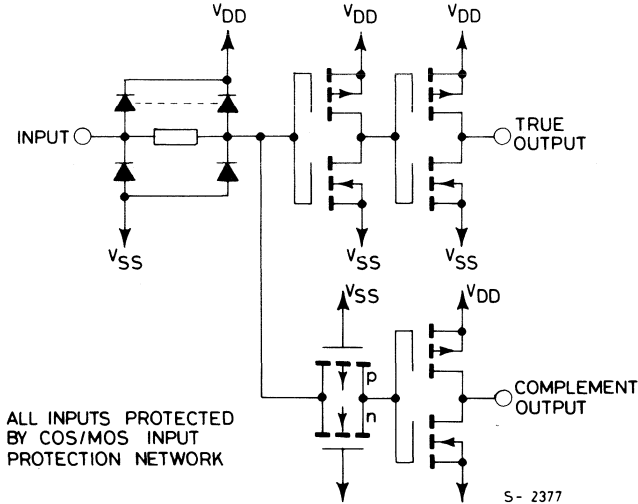 VDD
VDD
VDD
INPUT
TRUE
OUTPUT
VSS
VSS
VSS
VSS
VDD
p
n
COMPLEMENT
OUTPUT
ALL INPUTS PROTECTED
BY COS/MOS INPUT
PROTECTION NETWORK
S- 2377